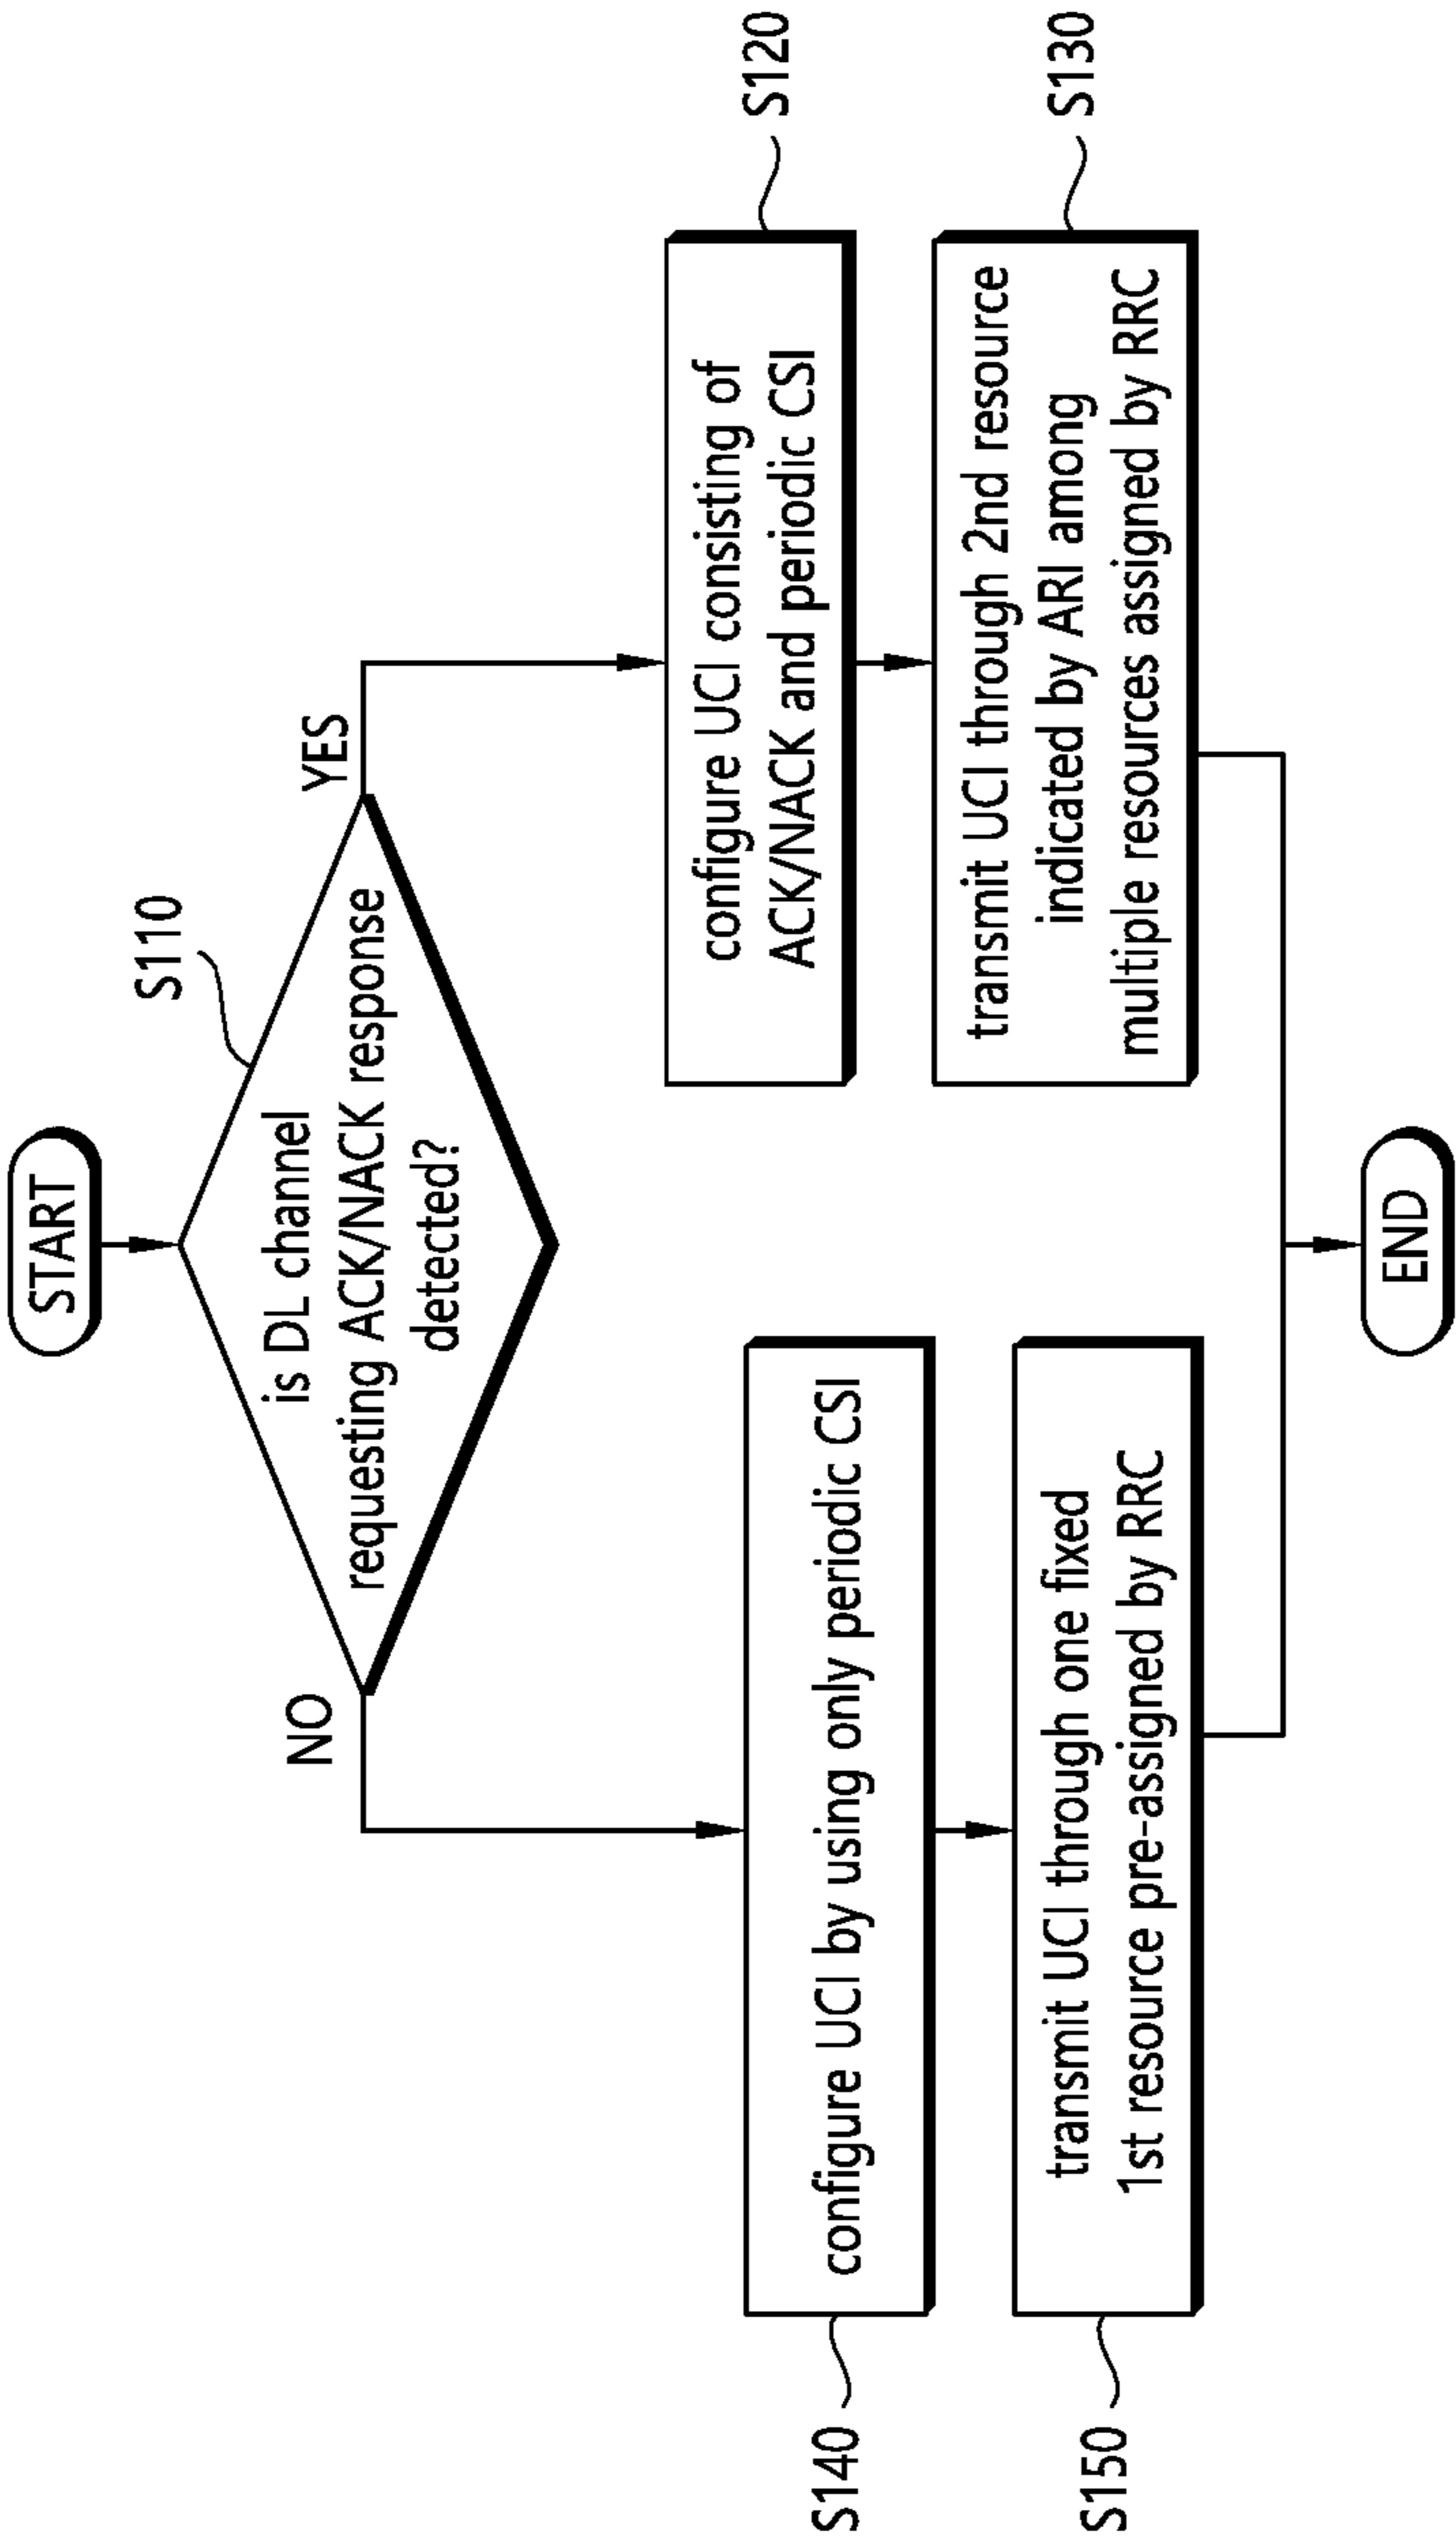 START
S110
is DL channel
requesting ACK/NACK response
detected?
NO
YES
configure UCI consisting of
ACK/NACK and periodic CSI
S120
S140
configure UCI by using only periodic CSI
transmit UCI through 2nd resource
indicated by ARI among
multiple resources assigned by RRC
S130
S150
transmit UCI through one fixed
1st resource pre-assigned by RRC
END